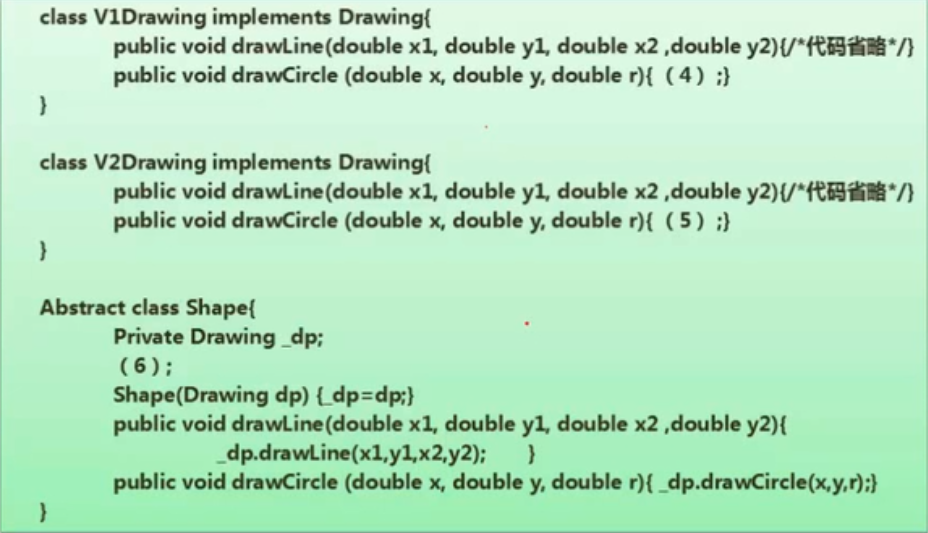 class V1Drawing implements Drawing{
public void drawLine(double x1, double y1, double x2 ,double y2){/*代码省略*/}
public void drawCircle (double x, double y, double r){（4）;}
}
class V2Drawing implements Drawing{
public void drawLine(double x1, double y1, double x2 ,double y2){/*代码省略*/}
public void drawCircle (double x, double y, double r){（5）;}
}
Abstract class Shape{
Private Drawing _dp;
（6）;
Shape(Drawing dp) {_dp=dp;}
public void drawLine(double x1, double y1, double x2 ,double y2){
_dp.drawLine(x1,y1,x2,y2); }
public void drawCircle (double x, double y, double r){ _dp.drawCircle(x,y,r);}
}